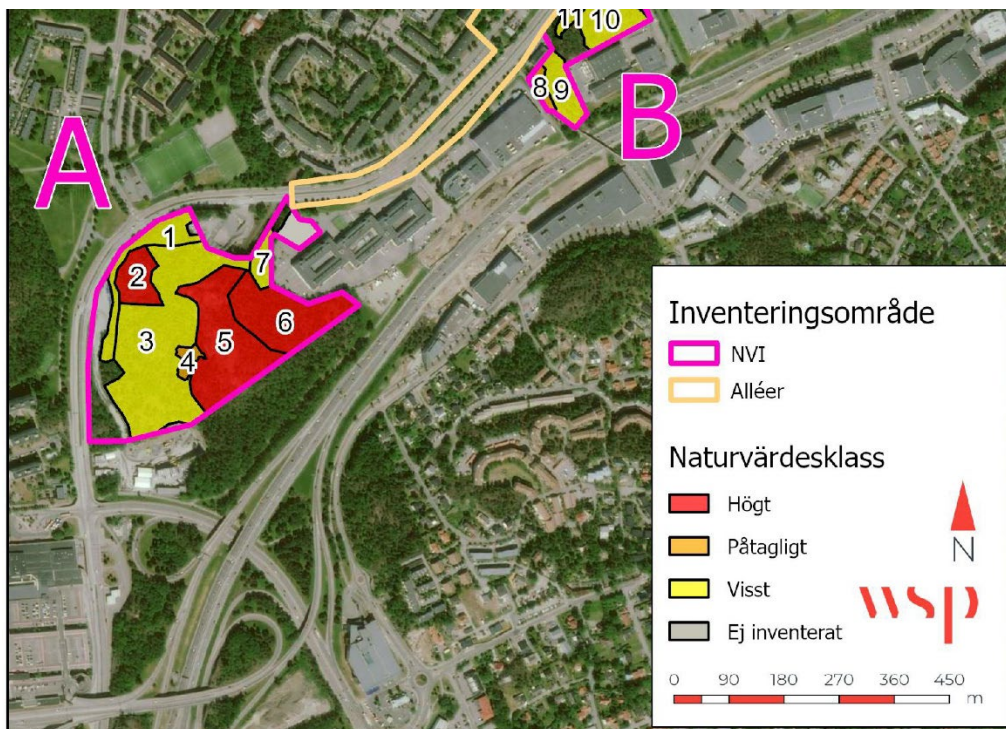 11 10
8 9
B
A
1
2
7
3
5
6
4
Inventeringsområde
NVI
Alléer
Naturvärdesklass
Högt
Påtagligt
Visst
Ej inventerat
N
wsp
0 90 180 270 360 450
m